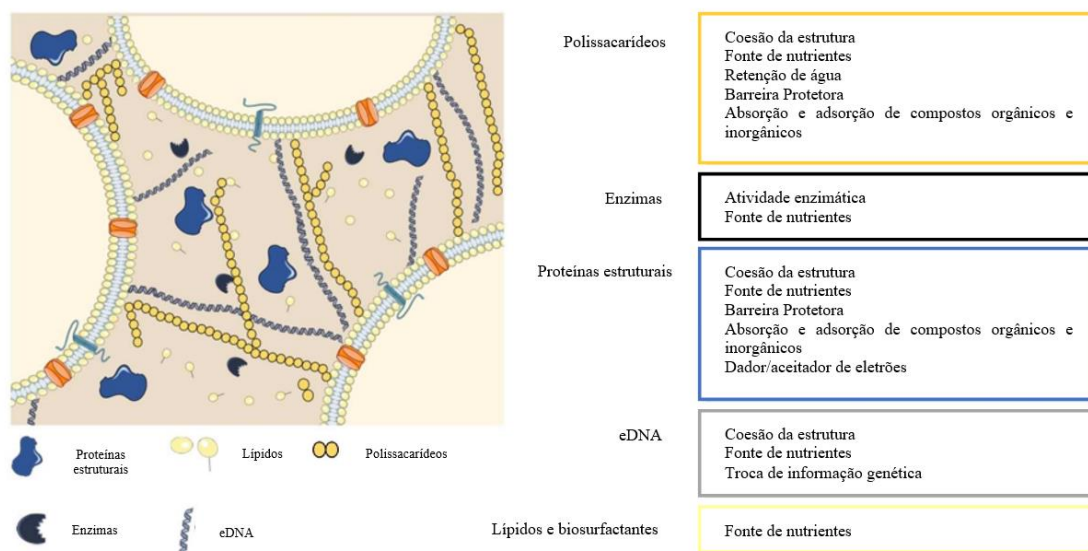 Polissacarídeos
Coesão da estrutura
Fonte de nutrientes
Retenção de água
Barreira Protetora
Absorção e adsorção de compostos orgânicos e
inorgânicos
Enzimas
Atividade enzimática
Fonte de nutrientes
Proteínas estruturais
Coesão da estrutura
Fonte de nutrientes
Barreira Protetora
Absorção e adsorção de compostos orgânicos e
inorgânicos
Dador/aceitador de eletrões
eDNA
Coesão da estrutura
Fonte de nutrientes
Troca de informação genética
Lípidos e biosurfactantes
Fonte de nutrientes
Proteínas
estruturais
Lípidos
Polissacarídeos
Enzimas
eDNA